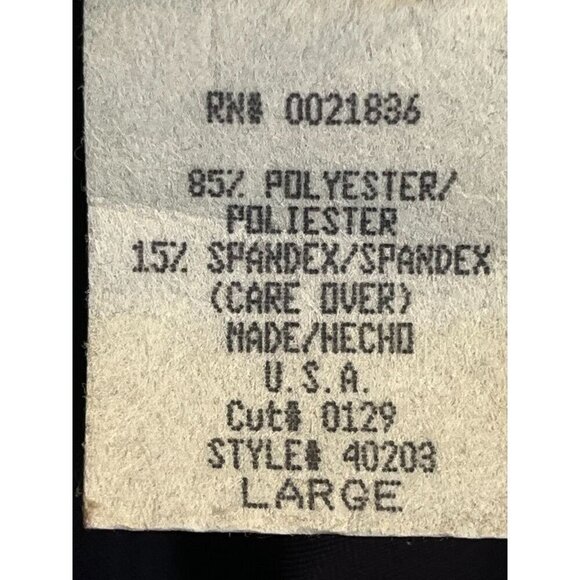 RN# 0021836
85% POLYESTER/
POLIESTER
15% SPANDEX/SPANDEX
(CARE OVER)
MADE/HECHO
U.S.A.
Cut# 0129
STYLE# 40203
LARGE